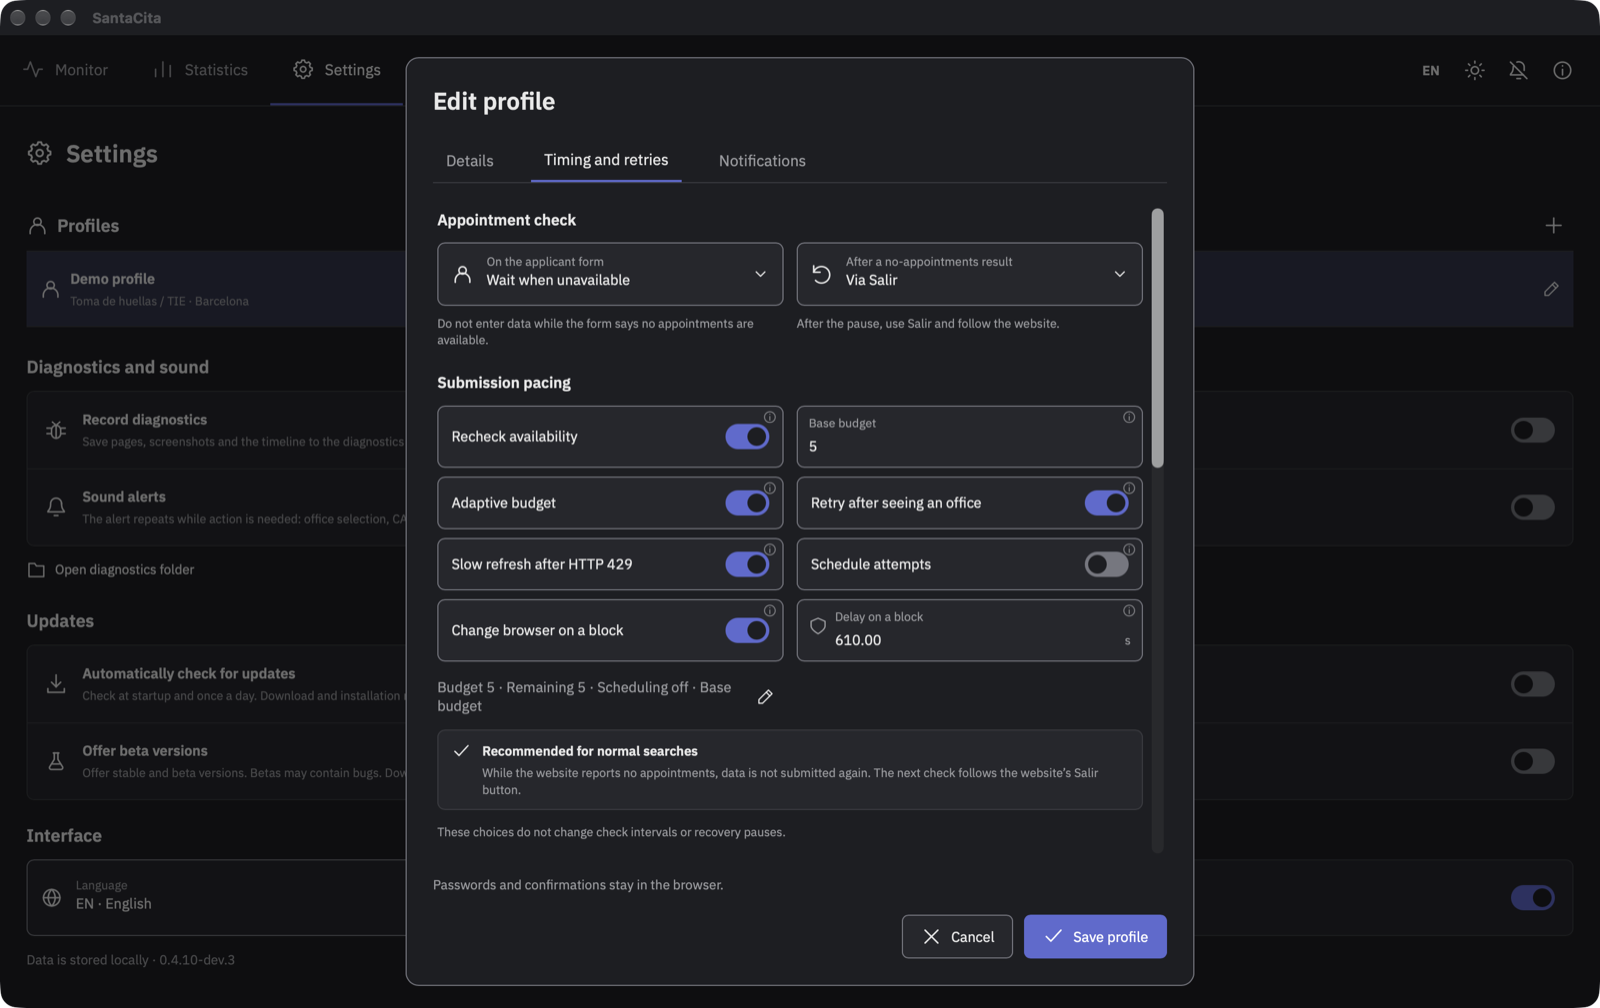 SantaCita
Monitor
Statistics
Settings
EN
Settings
Profiles
Demo profile
Toma de huellas / TIE · Barcelona
Diagnostics and sound
Record diagnostics
Save pages, screenshots and the timeline to the diagnostics
Sound alerts
The alert repeats while action is needed: office selection, CA
Open diagnostics folder
Updates
Automatically check for updates
Check at startup and once a day. Download and installation
Offer beta versions
Offer stable and beta versions. Betas may contain bugs. Dow
Interface
Language
EN · English
Data is stored locally · 0.4.10-dev.3
Edit profile
Details
Timing and retries
Notifications
Appointment check
On the applicant form
Wait when unavailable
After a no-appointments result
Via Salir
Do not enter data while the form says no appointments are
available.
After the pause, use Salir and follow the website.
Submission pacing
Recheck availability
Base budget
5
Adaptive budget
Retry after seeing an office
Slow refresh after HTTP 429
Schedule attempts
Change browser on a block
Delay on a block
610.00
s
Budget 5 · Remaining 5 · Scheduling off · Base
budget
Recommended for normal searches
While the website reports no appointments, data is not submitted again. The next check follows the website’s Salir
button.
These choices do not change check intervals or recovery pauses.
Passwords and confirmations stay in the browser.
Cancel
Save profile